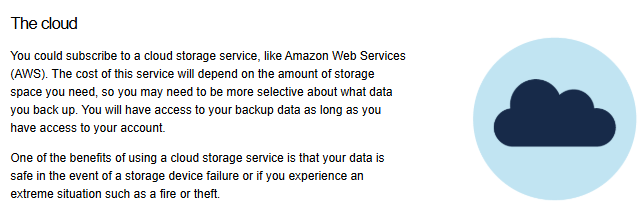 The cloud
You could subscribe to a cloud storage service, like Amazon Web Services
(AWS). The cost of this service will depend on the amount of storage
space you need, so you may need to be more selective about what data
you back up. You will have access to your backup data as long as you
have access to your account.
One of the benefits of using a cloud storage service is that your data is
safe in the event of a storage device failure or if you experience an
extreme situation such as a fire or theft.